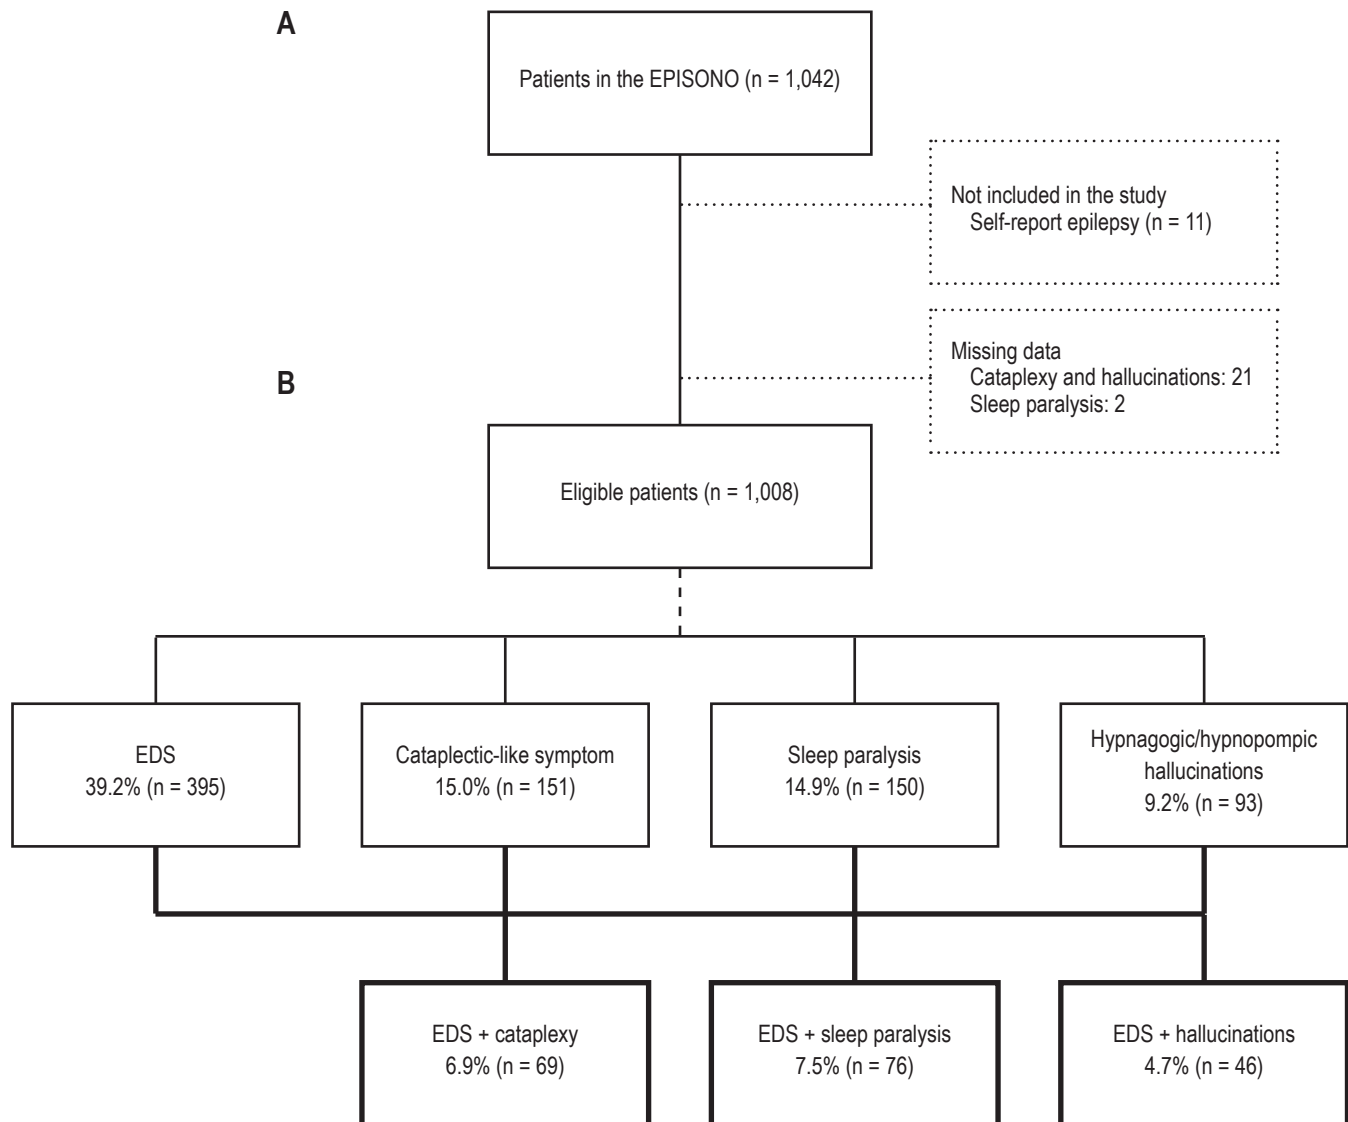 A
Patients in the EPISONO (n = 1,042)
Not included in the study
Self-report epilepsy (n = 11)
Missing data
Cataplexy and hallucinations: 21
Sleep paralysis: 2
B
Eligible patients (n = 1,008)
EDS
39.2% (n = 395)
Cataplectic-like symptom
15.0% (n = 151)
Sleep paralysis
14.9% (n = 150)
Hypnagogic/hypnopompic
hallucinations
9.2% (n = 93)
EDS + cataplexy
6.9% (n = 69)
EDS + sleep paralysis
7.5% (n = 76)
EDS + hallucinations
4.7% (n = 46)